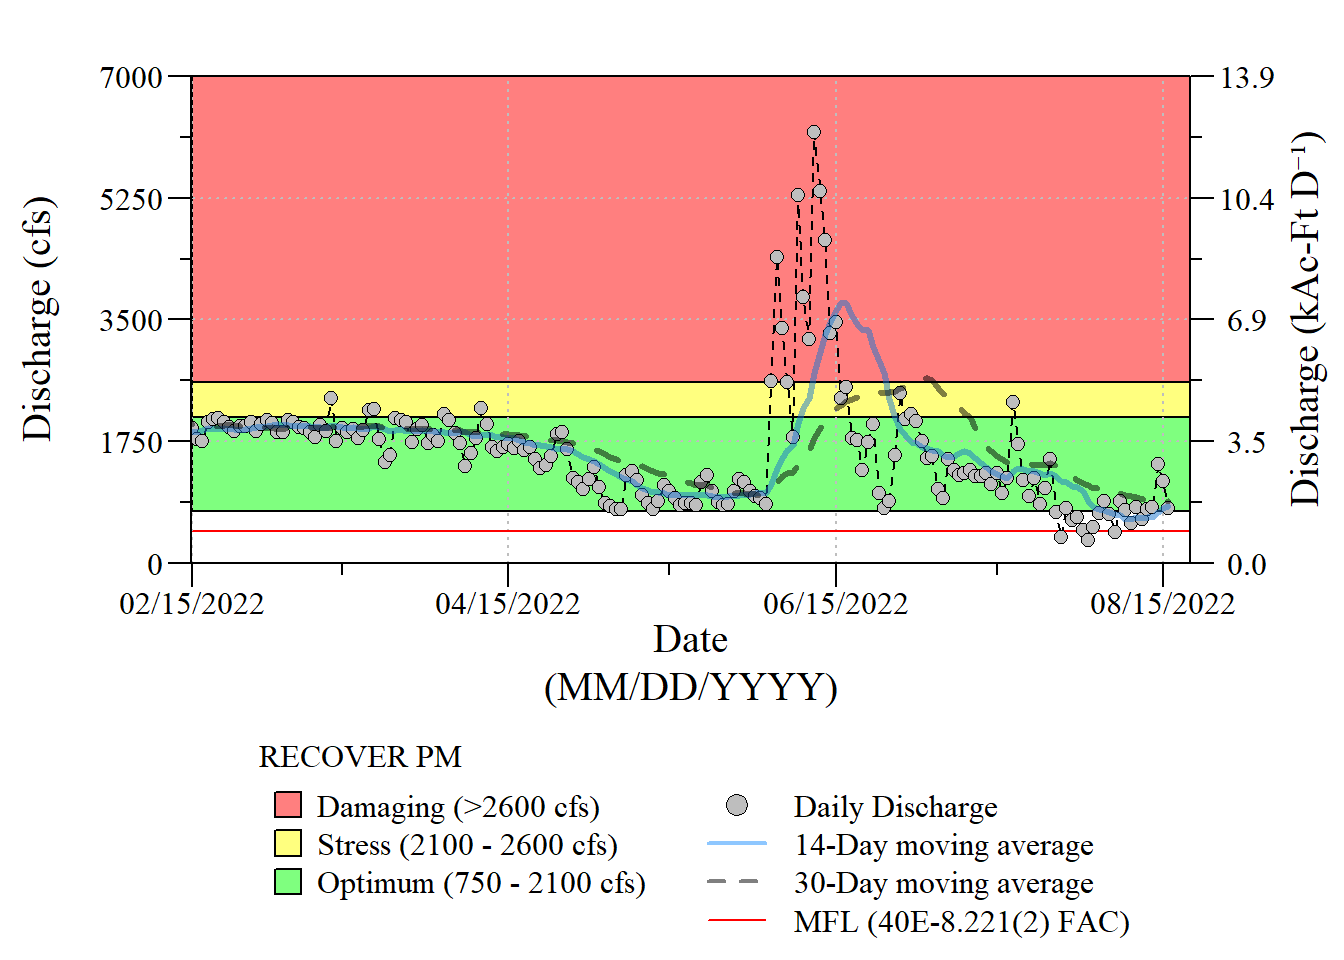 7000
5250
3500
1750
0
Discharge (cfs)
13.9
10.4
6.9
3.5
0.0
Discharge (kAc-Ft D⁻¹)
02/15/2022
04/15/2022
06/15/2022
08/15/2022
Date
(MM/DD/YYYY)
RECOVER PM
Damaging (>2600 cfs)
Stress (2100 - 2600 cfs)
Optimum (750 - 2100 cfs)
Daily Discharge
14-Day moving average
30-Day moving average
MFL (40E-8.221(2) FAC)